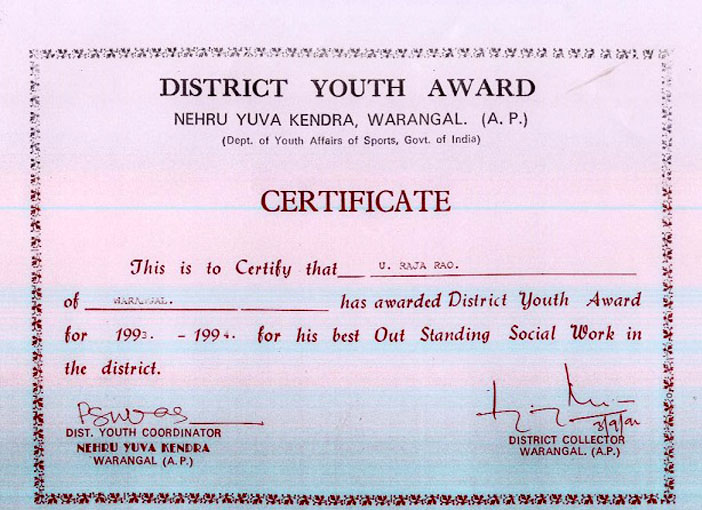 DISTRICT YOUTH AWARD
NEHRU YUVA KENDRA, WARANGAL. (A. P.)
(Dept. of Youth Affairs of Sports, Govt. of India)
CERTIFICATE
This is to Certify that U. RAJA RAO.
of WARANGAL. has awarded District Youth Award
for 1993. - 1994. for his best Out Standing Social Work in
the district.
DIST. YOUTH COORDINATOR
NEHRU YUVA KENDRA
WARANGAL (A.P.)
DISTRICT COLLECTOR
WARANGAL. (A.P.)